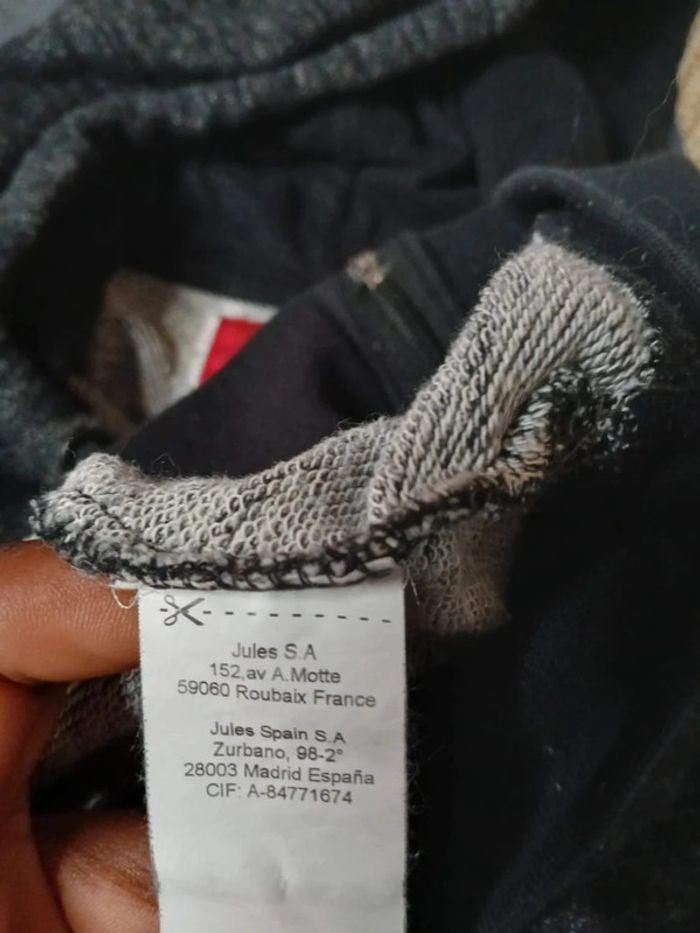 Jules S.A
152,av A.Motte
59060 Roubaix France
Jules Spain S.A
Zurbano, 98-2°
28003 Madrid España
CIF: A-84771674